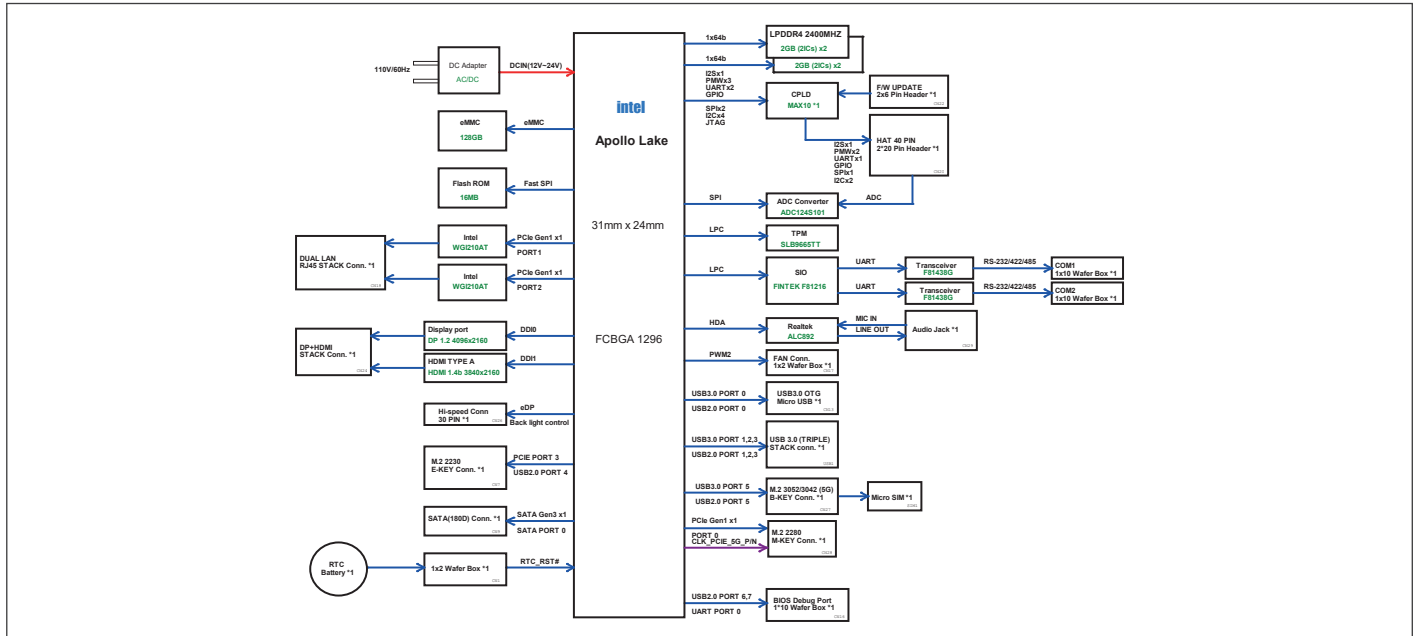 110V/60Hz
DC Adapter
AC/DC
DCIN(12V~24V)
eMMC
128GB
eMMC
Flash ROM
16MB
Fast SPI
DUAL LAN
RJ45 STACK Conn. *1
Intel
WGI210AT
PCIe Gen1 x1
PORT1
Intel
WGI210AT
PCIe Gen1 x1
PORT2
DP+HDMI
STACK Conn. *1
Display port
DP 1.2 4096x2160
DDI0
HDMI TYPE A
HDMI 1.4b 3840x2160
DDI1
Hi-speed Conn
30 PIN *1
eDP
Back light control
M.2 2230
E-KEY Conn. *1
PCIE PORT 3
USB2.0 PORT 4
SATA(180D) Conn. *1
SATA Gen3 x1
SATA PORT 0
RTC
Battery *1
1x2 Wafer Box *1
RTC_RST#
intel
Apollo Lake
31mm x 24mm
FCBGA 1296
1x64b
LPDDR4 2400MHZ
2GB (2ICs) x2
1x64b
2GB (2ICs) x2
I2Sx1
PMWx3
UARTx2
GPIO
SPIx2
I2Cx4
JTAG
CPLD
MAX10 *1
F/W UPDATE
2x6 Pin Header *1
HAT 40 PIN
2*20 Pin Header *1
I2Sx1
PMWx2
UARTx1
GPIO
SPIx1
I2Cx2
SPI
ADC Converter
ADC124S101
ADC
LPC
TPM
SLB9665TT
LPC
SIO
FINTEK F81216
UART
Transceiver
F81438G
RS-232/422/485
COM1
1x10 Wafer Box *1
UART
Transceiver
F81438G
RS-232/422/485
COM2
1x10 Wafer Box *1
HDA
Realtek
ALC892
MIC IN
LINE OUT
Audio Jack *1
PWM2
FAN Conn.
1x2 Wafer Box *1
USB3.0 PORT 0
USB2.0 PORT 0
USB3.0 OTG
Micro USB *1
USB3.0 PORT 1,2,3
USB2.0 PORT 1,2,3
USB 3.0 (TRIPLE)
STACK conn. *1
USB3.0 PORT 5
USB2.0 PORT 5
M.2 3052/3042 (5G)
B-KEY Conn. *1
Micro SIM *1
PCIe Gen1 x1
PORT 0
CLK_PCIE_5G_P/N
M.2 2280
M-KEY Conn. *1
USB2.0 PORT 6,7
UART PORT 0
BIOS Debug Port
1*10 Wafer Box *1